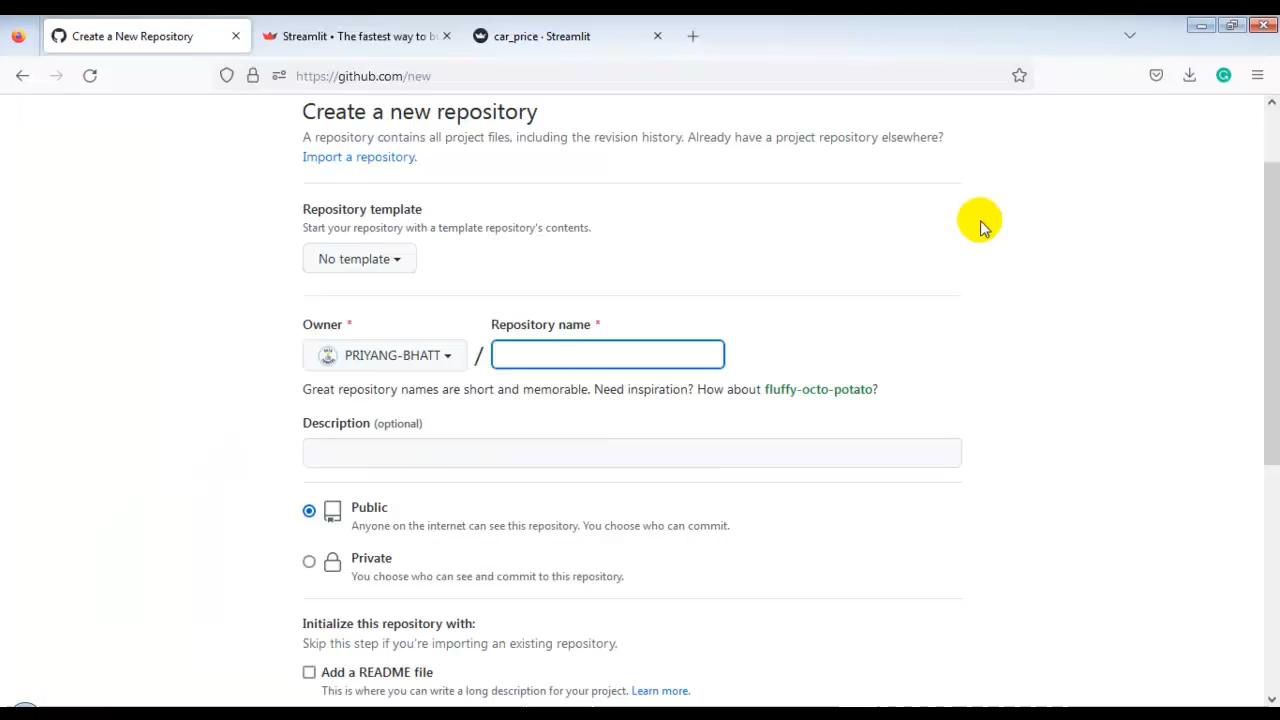 Create a New Repository
Streamlit • The fastest way to bu
car_price · Streamlit
https://github.com/new
Create a new repository
A repository contains all project files, including the revision history. Already have a project repository elsewhere?
Import a repository.
Repository template
Start your repository with a template repository's contents.
No template
Owner *
Repository name *
PRIYANG-BHATT
/
Great repository names are short and memorable. Need inspiration? How about fluffy-octo-potato?
Description (optional)
Public
Anyone on the internet can see this repository. You choose who can commit.
Private
You choose who can see and commit to this repository.
Initialize this repository with:
Skip this step if you're importing an existing repository.
Add a README file
This is where you can write a long description for your project. Learn more.